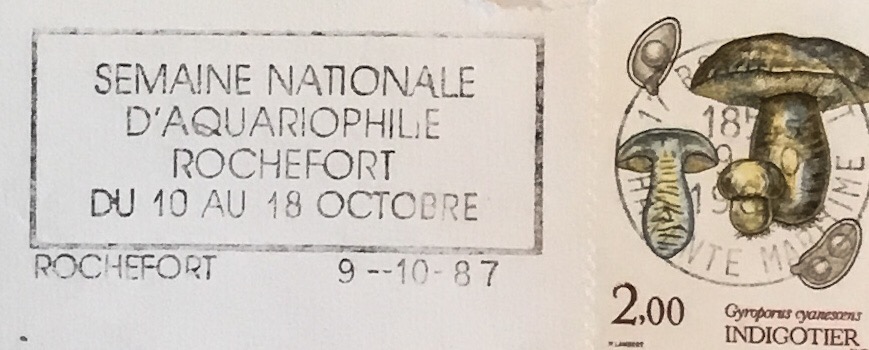 SEMAINE NATIONALE
D'AQUARIOPHILIE
ROCHEFORT
DU 10 AU 18 OCTOBRE
ROCHEFORT 9--10-87
2,00
Gyroporus cyanescens
INDIGOTIER